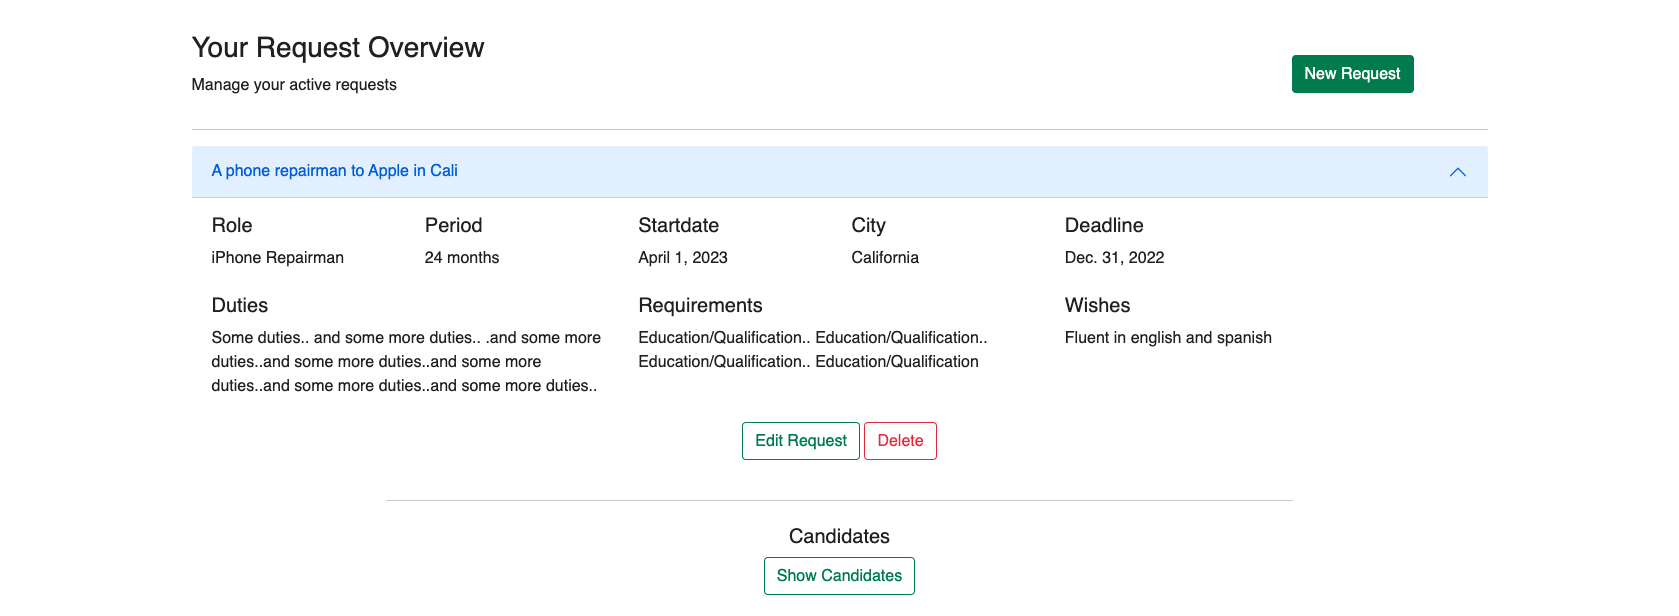 Your Request Overview
Manage your active requests
New Request
A phone repairman to Apple in Cali
Role
iPhone Repairman
Period
24 months
Startdate
April 1, 2023
City
California
Deadline
Dec. 31, 2022
Duties
Some duties.. and some more duties.. .and some more
duties..and some more duties..and some more
duties..and some more duties..and some more duties..
Requirements
Education/Qualification.. Education/Qualification..
Education/Qualification.. Education/Qualification
Wishes
Fluent in english and spanish
Edit Request
Delete
Candidates
Show Candidates